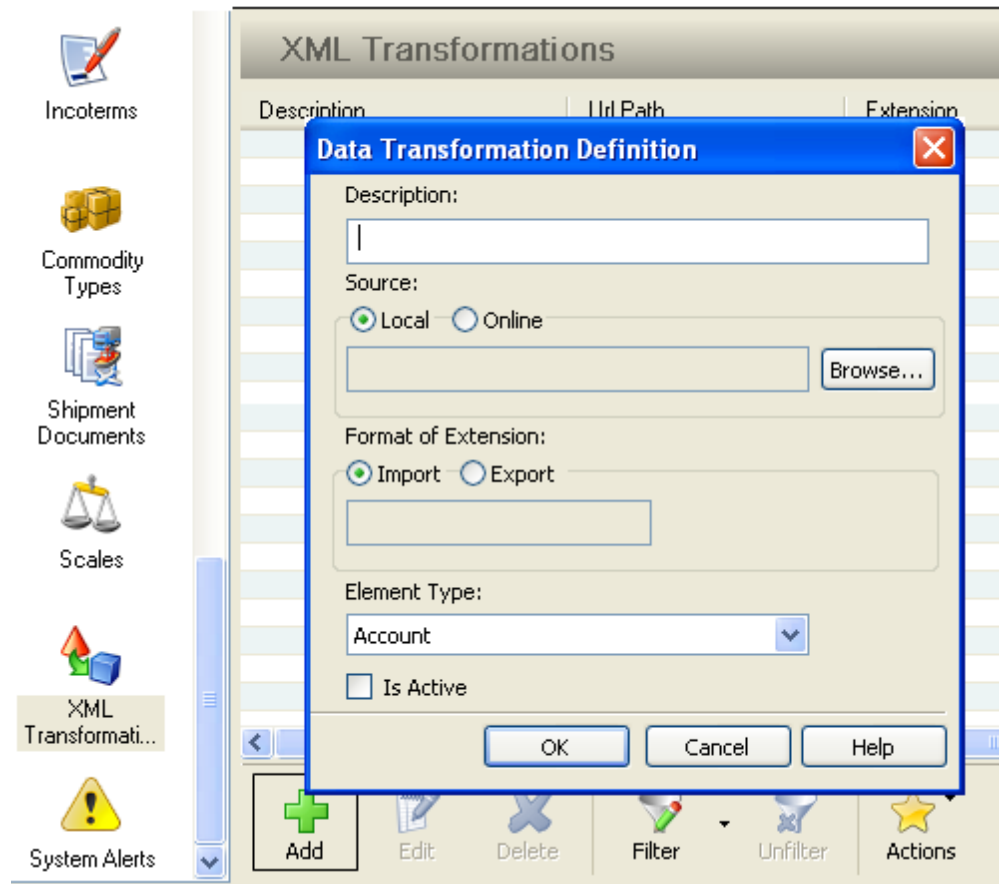 Incoterms
Commodity
Types
Shipment
Documents
Scales
XML
Transformati...
System Alerts
XML Transformations
Description
Url Path
Extension
Data Transformation Definition
Description:
Source:
Local
Online
Browse...
Format of Extension:
Import
Export
Element Type:
Account
Is Active
OK
Cancel
Help
Add
Edit
Delete
Filter
Unfilter
Actions